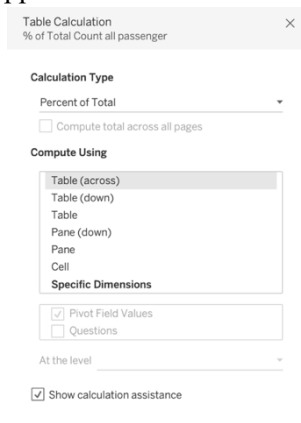 Table Calculation
% of Total Count all passenger
Calculation Type
Percent of Total
Compute total across all pages
Compute Using
Table (across)
Table (down)
Table
Pane (down)
Pane
Cell
Specific Dimensions
Pivot Field Values
Questions
At the level
Show calculation assistance